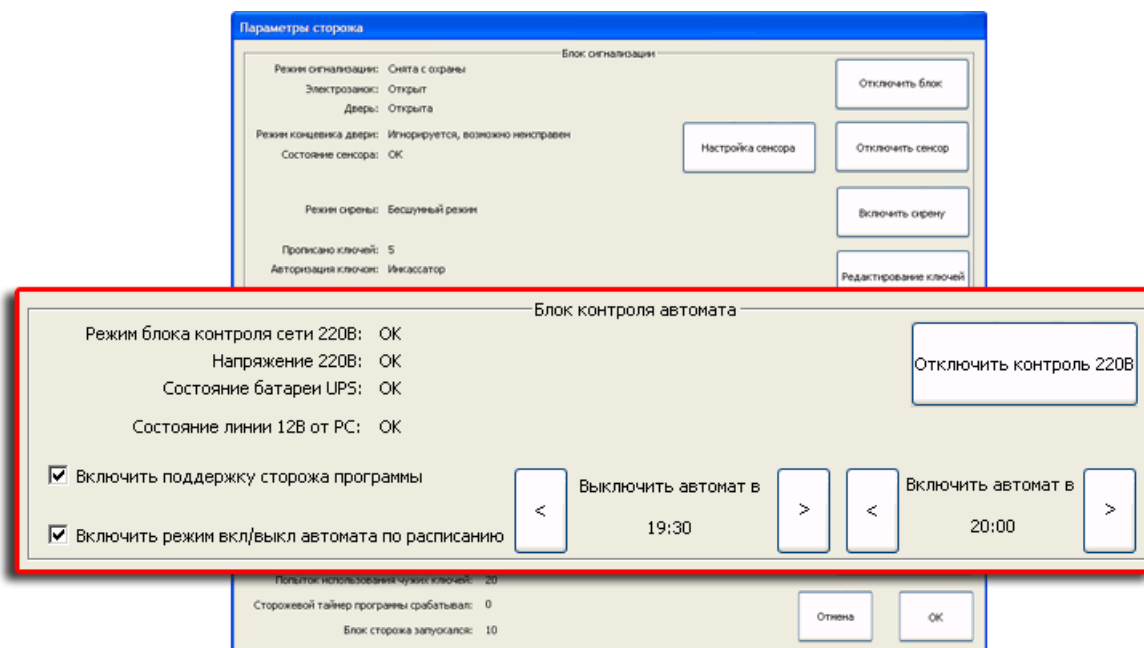 Параметры сторожа
Блок сигнализации
Режим сигнализации: Снята с охраны
Отключить блок
Электрозамок: Открыт
Дверь: Открыта
Режим концевика двери: Игнорируется, возможно неисправен
Настройка сенсора
Отключить сенсор
Состояние сенсора: OK
Режим сирены: Бесшумный режим
Включить сирену
Прописано ключей: 5
Авторизация ключом: Инкассатор
Редактирование ключей
Блок контроля автомата
Режим блока контроля сети 220В: OK
Напряжение 220В: OK
Отключить контроль 220В
Состояние батареи UPS: OK
Состояние линии 12В от PC: OK
Включить поддержку сторожа программы
< Выключить автомат в > < Включить автомат в >
19:30 20:00
Включить режим вкл/выкл автомата по расписанию
Попыток использования чужих ключей: 20
Сторожевой таймер программы срабатывал: 0
Отмена OK
Блок сторожа запускался: 10